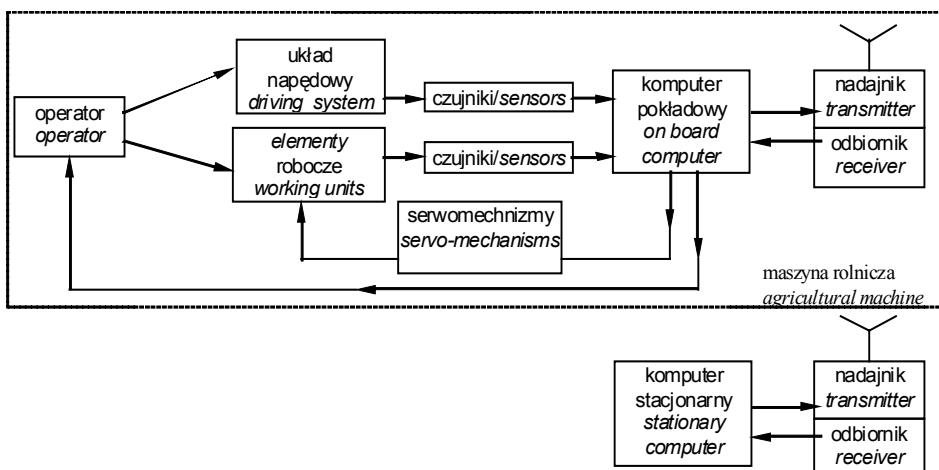 układ
napędowy
driving system
operator
operator
czujniki/sensors
komputer
pokładowy
on board
computer
nadajnik
transmitter
odbiornik
receiver
elementy
robocze
working units
czujniki/sensors
serwomechnizmy
servo-mechanisms
maszyna rolnicza
agricultural machine
komputer
stacjonarny
stationary
computer
nadajnik
transmitter
odbiornik
receiver